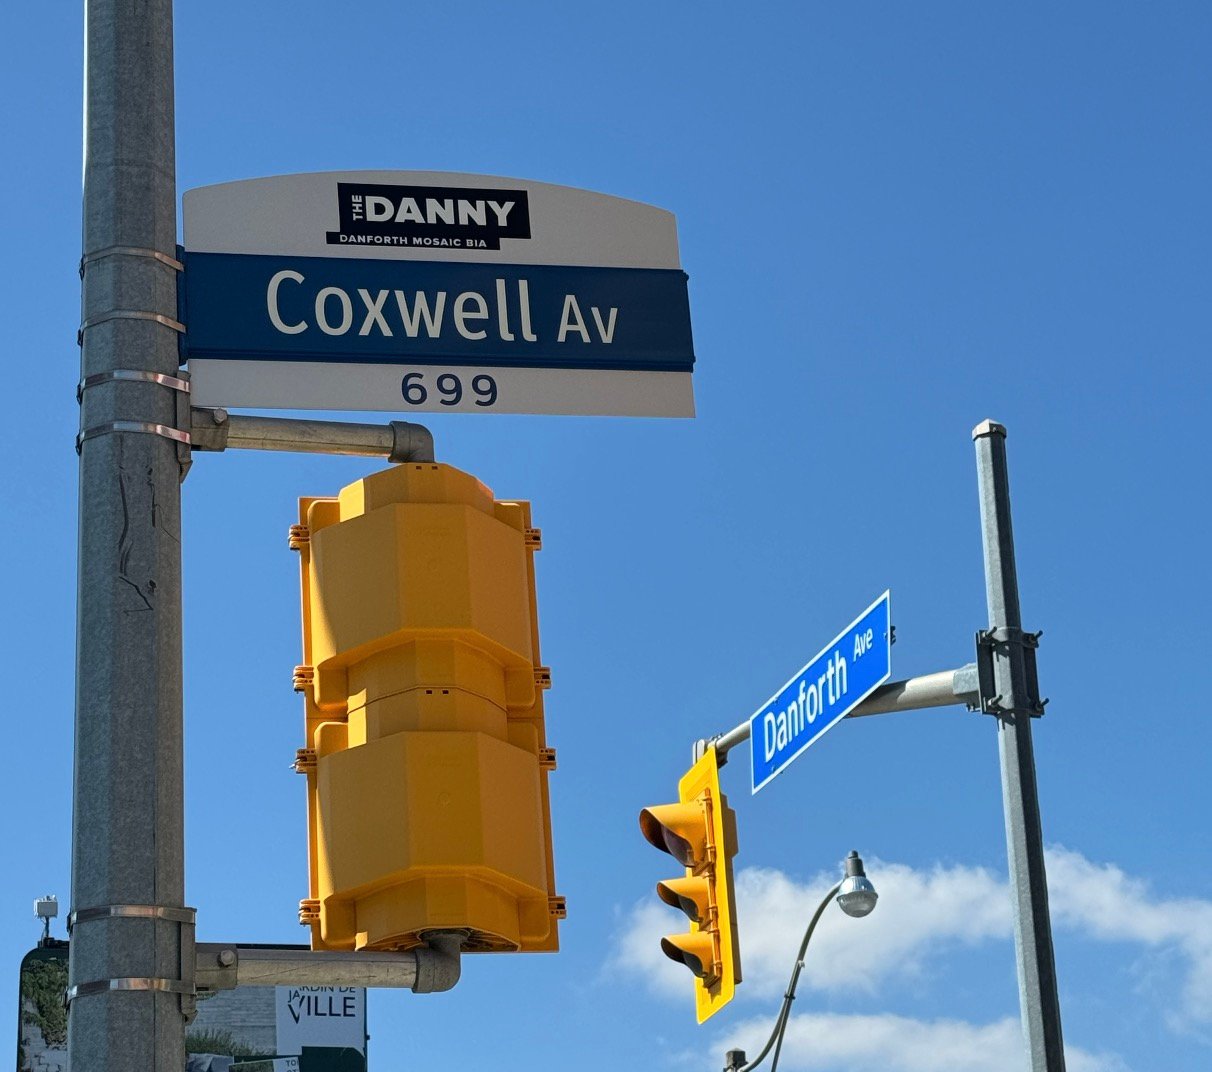 THE DANNY
DANFORTH MOSAIC BIA
Coxwell Av
699
Danforth Ave
JARDIN DE
VILLE